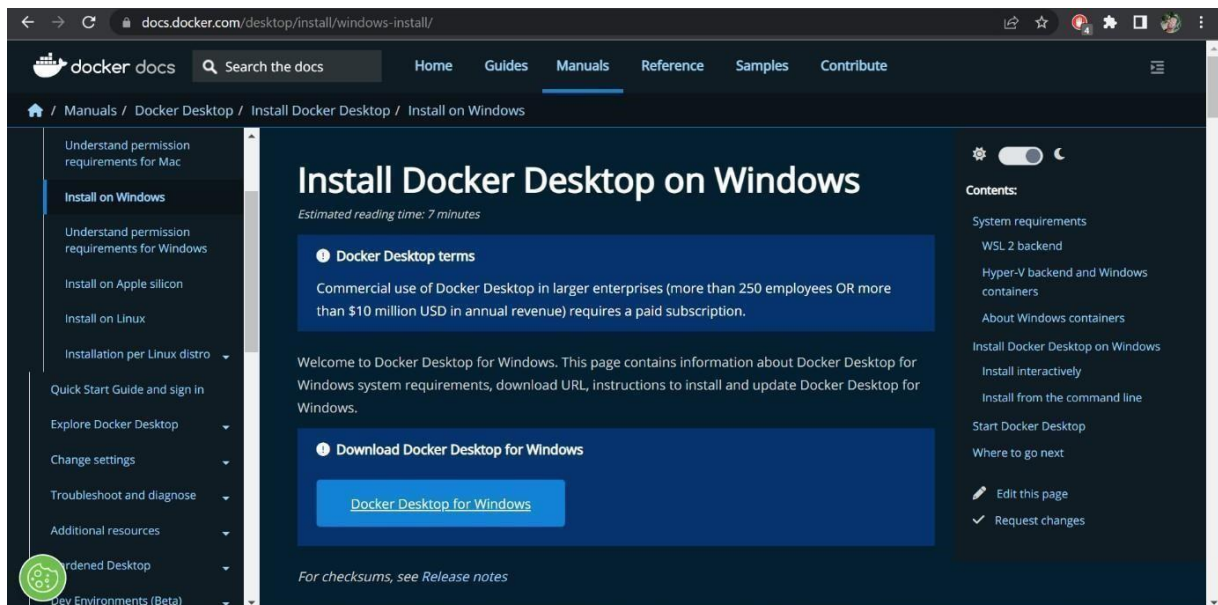 docs.docker.com/desktop/install/windows-install/
4
docker docs
Search the docs
Home Guides Manuals Reference Samples Contribute
/ Manuals / Docker Desktop / Install Docker Desktop / Install on Windows
Understand permission
requirements for Mac
Install on Windows
Understand permission
requirements for Windows
Install on Apple silicon
Install on Linux
Installation per Linux distro
Quick Start Guide and sign in
Explore Docker Desktop
Change settings
Troubleshoot and diagnose
Additional resources
rdened Desktop
Dev Environments (Beta)
Install Docker Desktop on Windows
Estimated reading time: 7 minutes
Docker Desktop terms
Commercial use of Docker Desktop in larger enterprises (more than 250 employees OR more
than $10 million USD in annual revenue) requires a paid subscription.
Welcome to Docker Desktop for Windows. This page contains information about Docker Desktop for
Windows system requirements, download URL, instructions to install and update Docker Desktop for
Windows.
Download Docker Desktop for Windows
Docker Desktop for Windows
For checksums, see Release notes
Contents:
System requirements
WSL 2 backend
Hyper-V backend and Windows
containers
About Windows containers
Install Docker Desktop on Windows
Install interactively
Install from the command line
Start Docker Desktop
Where to go next
Edit this page
Request changes